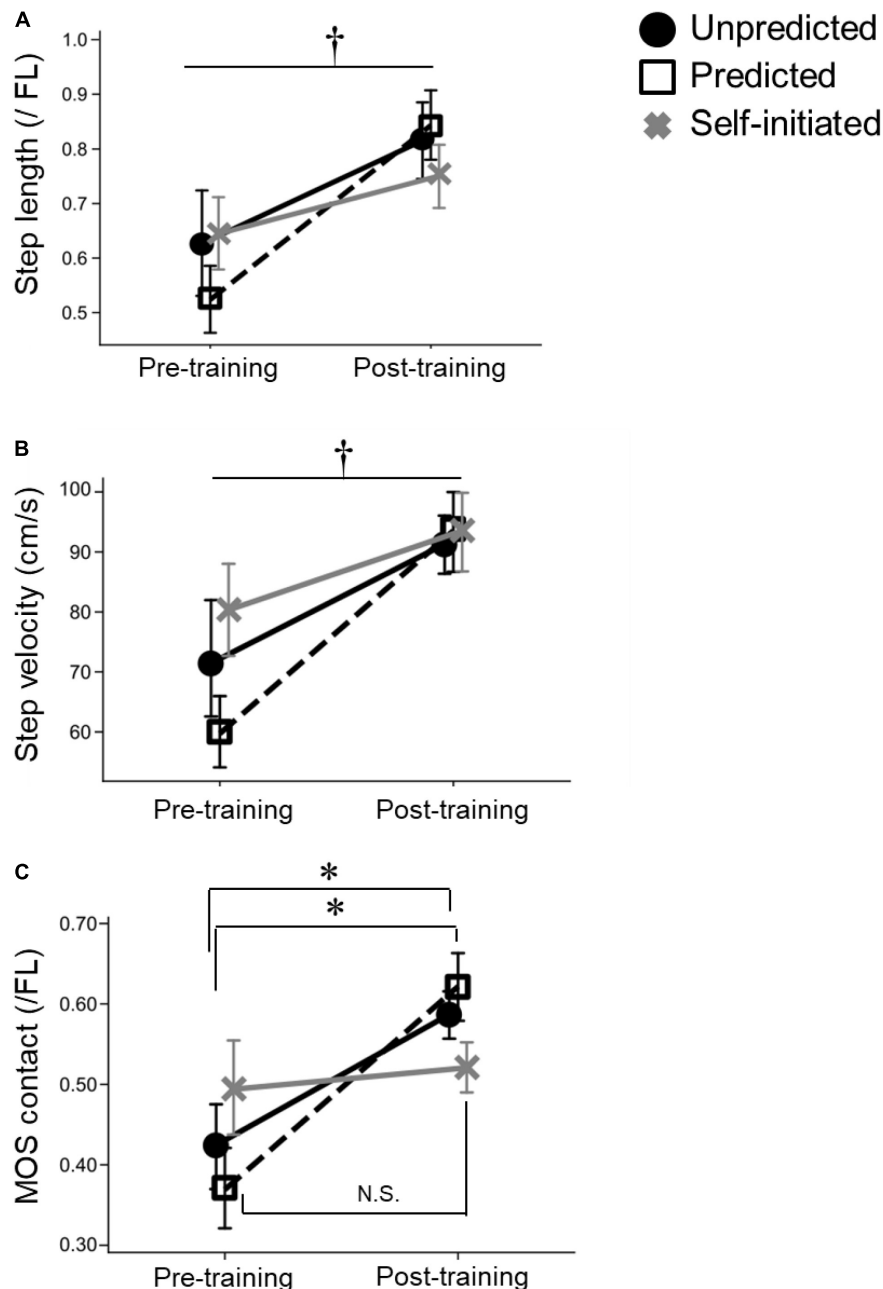 A
†
Unpredicted
Predicted
Self-initiated
Step length (/ FL)
1.0
0.9
0.8
0.7
0.6
0.5
Pre-training Post-training
B
†
Step velocity (cm/s)
100
90
80
70
60
Pre-training Post-training
C
*
*
MOS contact (/FL)
0.70
0.60
0.50
0.40
0.30
N.S.
Pre-training Post-training